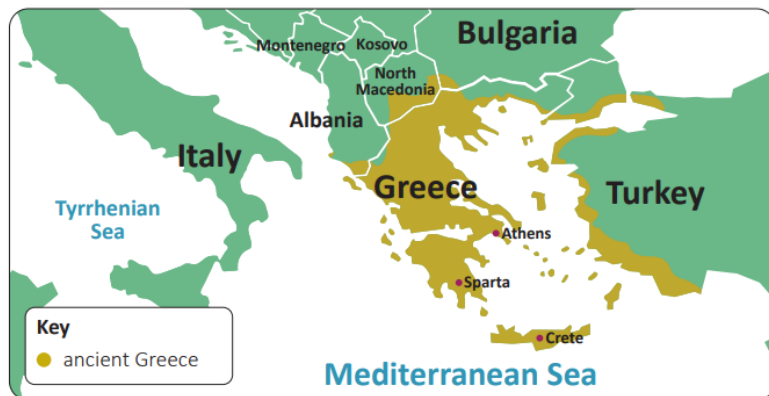 Bulgaria
Montenegro
Kosovo
North
Macedonia
Albania
Italy
Greece
Turkey
Tyrrhenian
Sea
Athens
Sparta
Crete
Key
ancient Greece
Mediterranean Sea